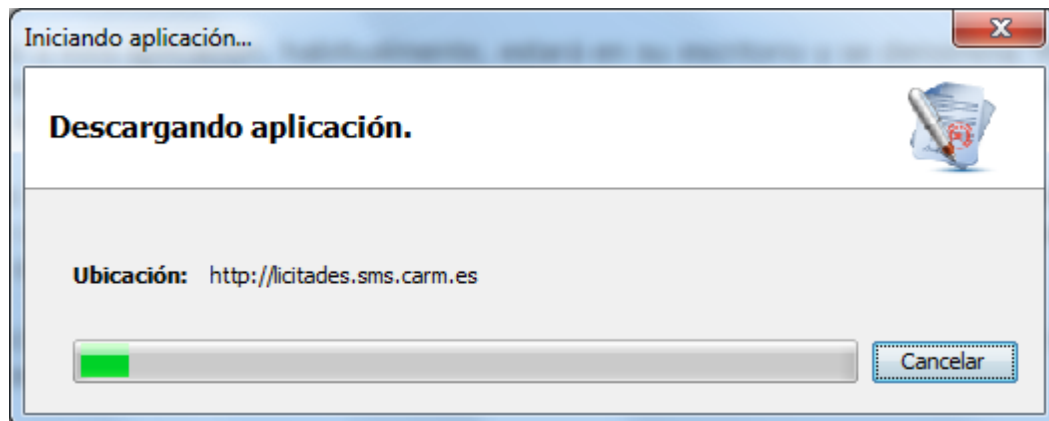 Iniciando aplicación...
Descargando aplicación.
Ubicación: http://licitades.sms.carm.es
Cancelar